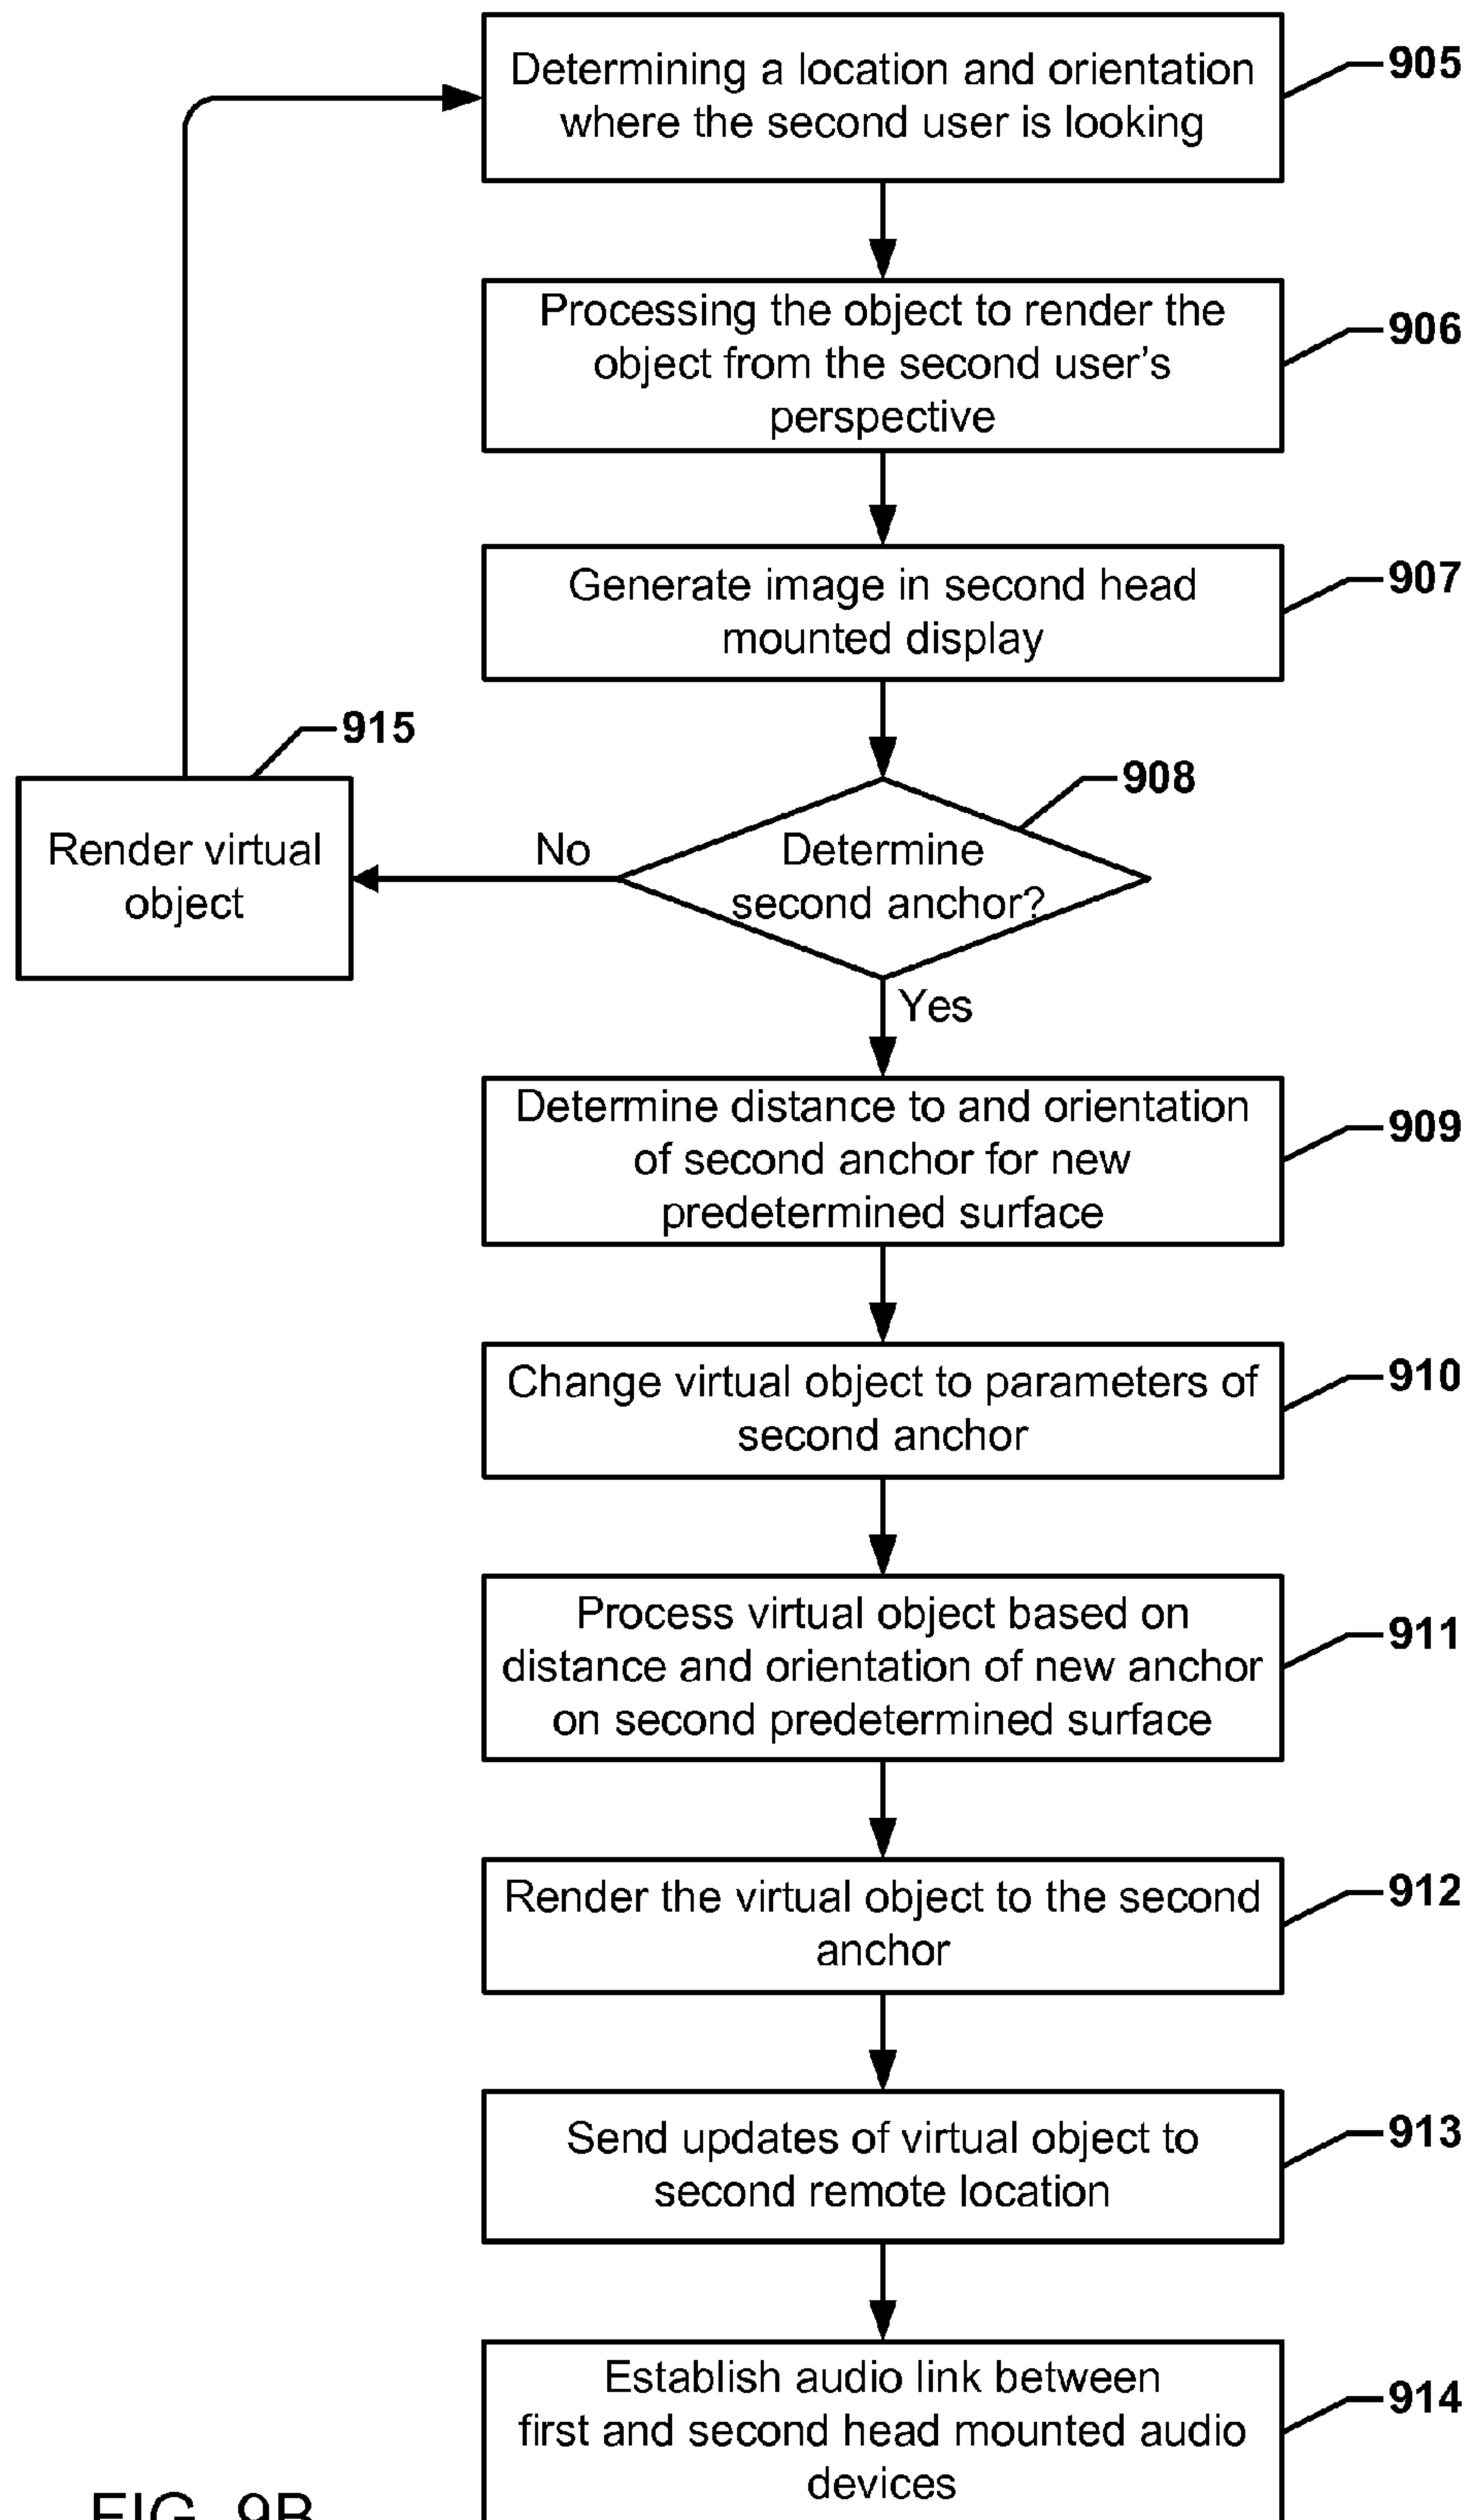 Determining a location and orientation
where the second user is looking
905
Processing the object to render the
object from the second user's
perspective
906
Generate image in second head
mounted display
907
915
Render virtual
object
No
908
Determine
second anchor?
Yes
Determine distance to and orientation
of second anchor for new
predetermined surface
909
Change virtual object to parameters of
second anchor
910
Process virtual object based on
distance and orientation of new anchor
on second predetermined surface
911
Render the virtual object to the second
anchor
912
Send updates of virtual object to
second remote location
913
Establish audio link between
first and second head mounted audio
devices
914
FIG. 9B